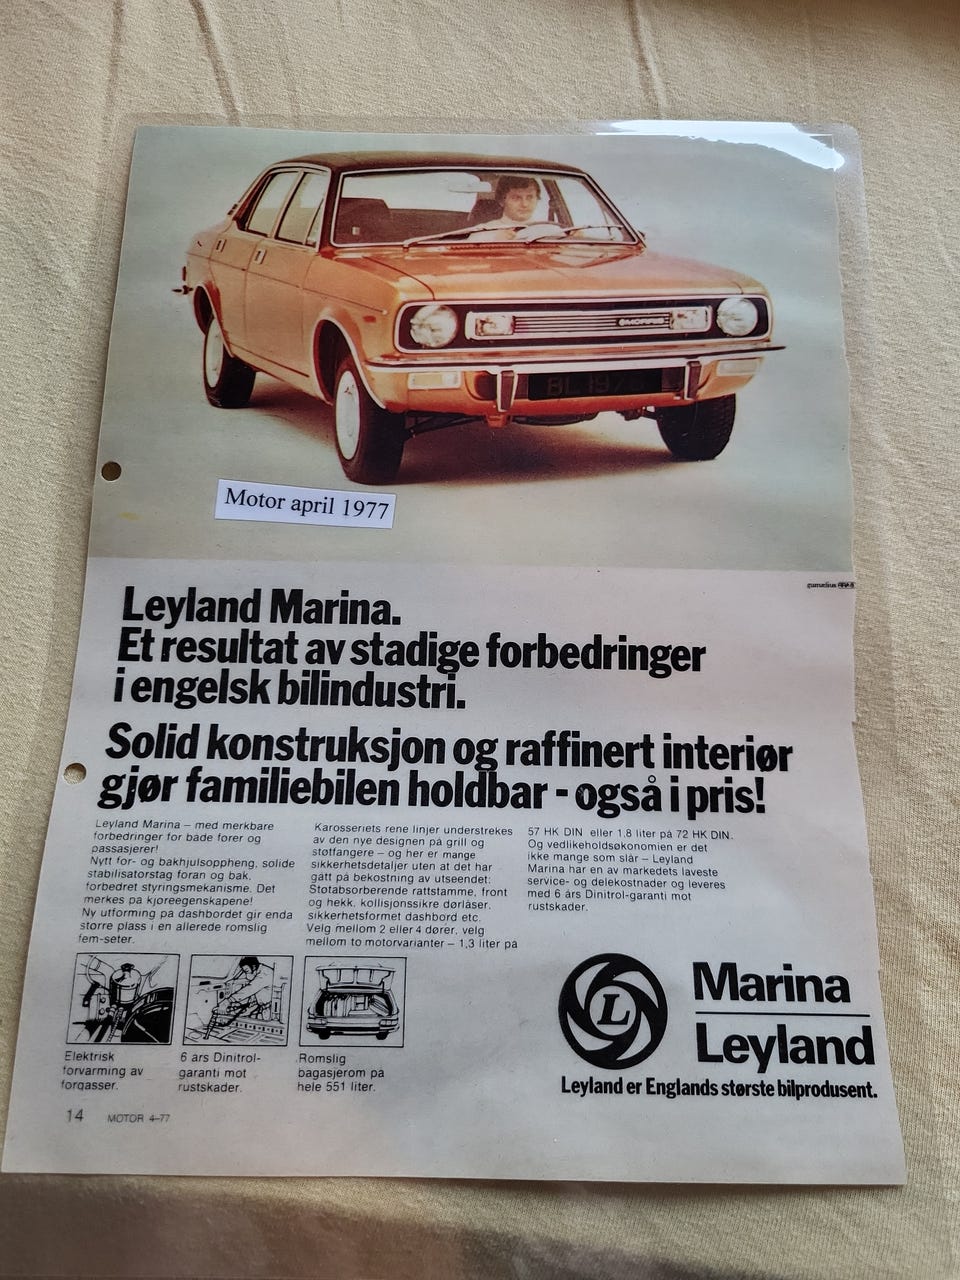 MORRIS
Motor april 1977
gumælius
Leyland Marina.
Et resultat av stadige forbedringer
i engelsk bilindustri.
Solid konstruksjon og raffinert interiør
gjør familiebilen holdbar - også i pris!
Leyland Marina – med merkbare
forbedringer for både fører og
passasjerer!
Nytt for- og bakhjulsoppheng, solide
stabilisatorstag foran og bak,
forbedret styringsmekanisme. Det
merkes på kjøreegenskapene!
Ny utforming på dashbordet gir enda
større plass i en allerede romslig
fem-seter.
Karosseriets rene linjer understrekes
av den nye designen på grill og
støtfangere – og her er mange
sikkerhetsdetaljer uten at det har
gått på bekostning av utseendet:
Støtabsorberende rattstamme, front
og hekk, kollisjonssikre dørlåser,
sikkerhetsformet dashbord etc.
Velg mellom 2 eller 4 dører, velg
mellom to motorvarianter – 1,3 liter på
57 HK DIN eller 1.8 liter på 72 HK DIN.
Og vedlikeholdsøkonomien er det
ikke mange som slår – Leyland
Marina har en av markedets laveste
service- og delekostnader og leveres
med 6 års Dinitrol-garanti mot
rustskader.
Elektrisk
forvarming av
forgasser.
6 års Dinitrol-
garanti mot
rustskader.
Romslig
bagasjerom på
hele 551 liter.
L
Marina
Leyland
Leyland er Englands største bilprodusent.
14 MOTOR 4–77